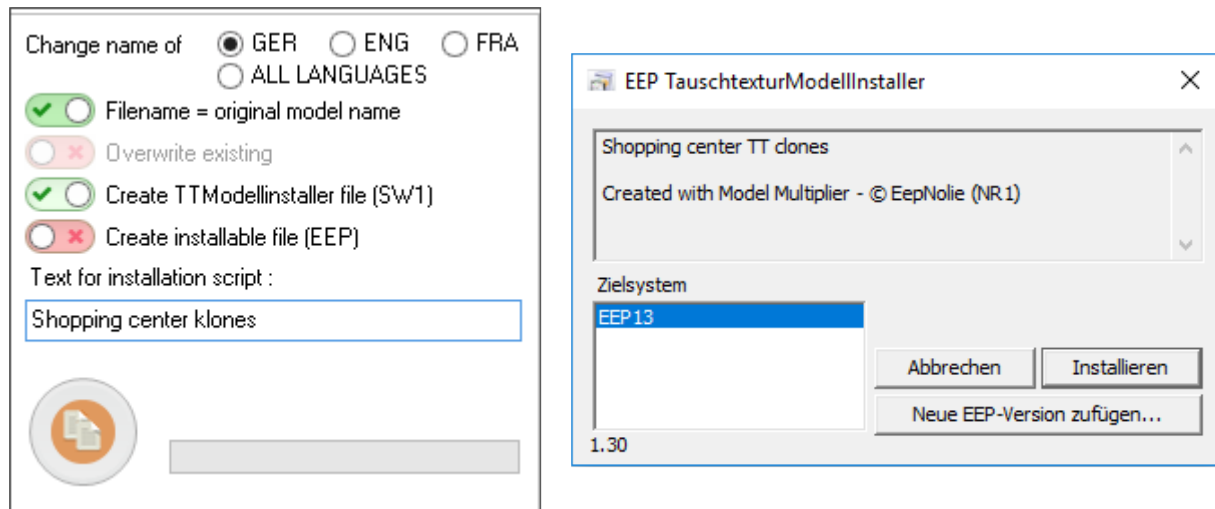 Change name of GER ENG FRA
ALL LANGUAGES
Filename = original model name
Overwrite existing
Create TTModellinstaller file (SW1)
Create installable file (EEP)
Text for installation script :
Shopping center klones
EEP TauschtexturModellInstaller
Shopping center TT clones
Created with Model Multiplier - © EepNolie (NR1)
Zielsystem
EEP13
Abbrechen Installieren
Neue EEP-Version zufügen...
1.30